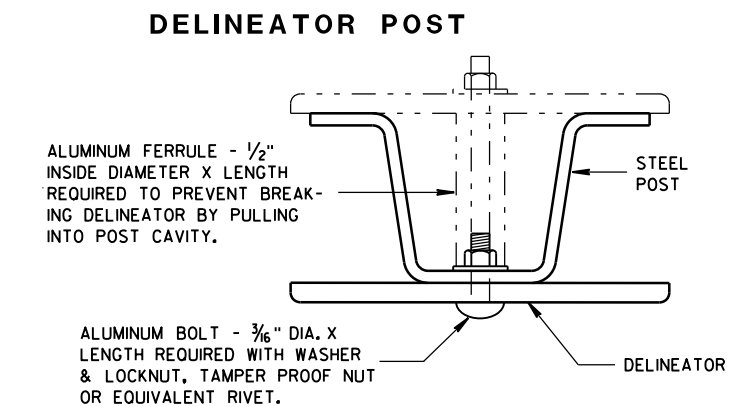 DELINEATOR POST
ALUMINUM FERRULE - 1/2"
INSIDE DIAMETER X LENGTH
REQUIRED TO PREVENT BREAK-
ING DELINEATOR BY PULLING
INTO POST CAVITY.
STEEL
POST
ALUMINUM BOLT - 3/16" DIA. X
LENGTH REQUIRED WITH WASHER
& LOCKNUT, TAMPER PROOF NUT
OR EQUIVALENT RIVET.
DELINEATOR